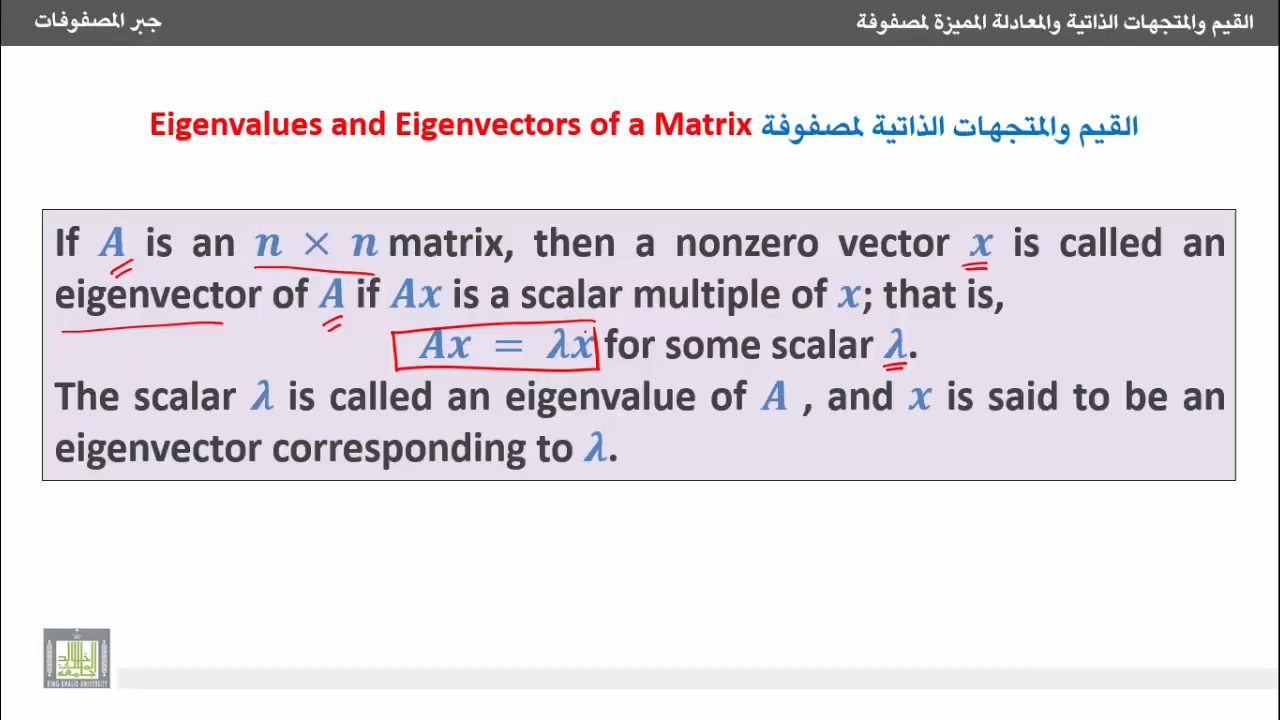 القيم والمتجهات الذاتية والمعادلة المميزة لمصفوفة
جبر المصفوفات
Eigenvalues and Eigenvectors of a Matrix القيم والمتجهات الذاتية لمصفوفة
If A is an n × n matrix, then a nonzero vector x is called an
eigenvector of A if Ax is a scalar multiple of x; that is,
Ax = λx for some scalar λ.
The scalar λ is called an eigenvalue of A , and x is said to be an
eigenvector corresponding to λ.
KING KHALID UNIVERSITY